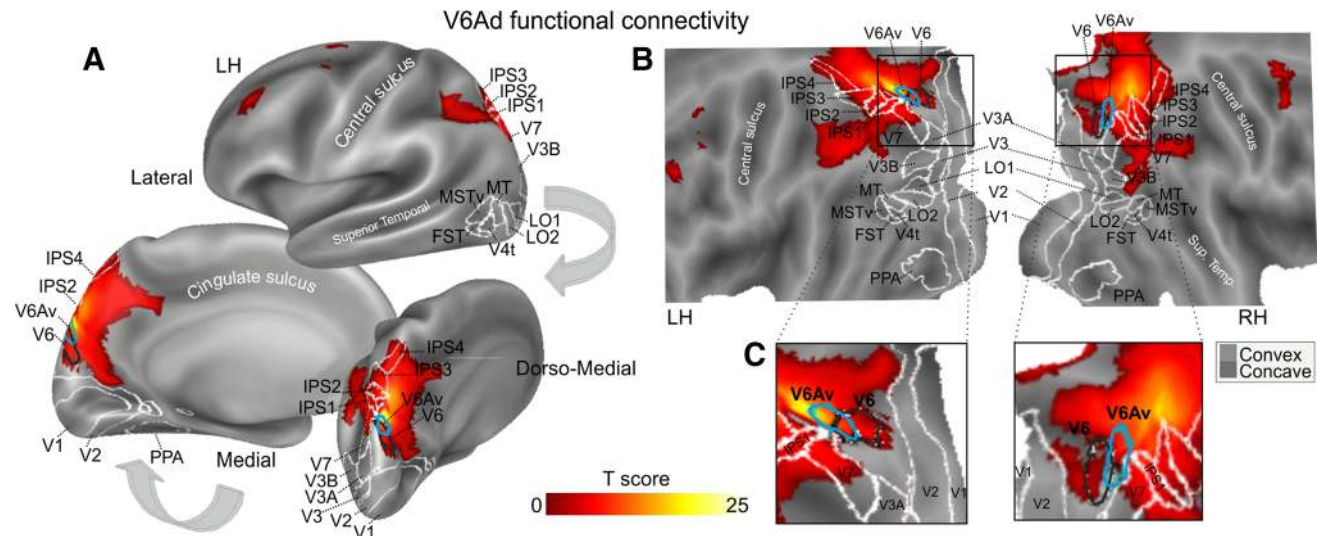 V6Ad functional connectivity
A
LH
Central sulcus
IPS3
IPS2
IPS1
V7
V3B
Lateral
Superior Temporal
MT
MSTv
FST
V4t
LO1
LO2
IPS4
IPS2
V6Av
V6
Cingulate sulcus
V1
V2
PPA
Medial
IPS4
IPS3
IPS2
IPS1
V6Av
V6
Dorso-Medial
V7
V3B
V3A
V3
V2
V1
T score
0
25
B
V6Av
V6
IPS4
IPS3
IPS2
IPS1
V7
V3B
MT
MSTv
FST
LO2
V4t
PPA
Central sulcus
LH
V3A
V3
LO1
V2
V1
V6
V6Av
IPS4
IPS3
IPS2
IPS1
V7
V3B
MT
MSTv
LO2
FST
V4t
PPA
Central sulcus
Sup. Temp.
RH
C
V6Av
V6
IPS1
V7
V3A
V2
V1
V6
V6Av
V1
V2
V7
IPS1
Convex
Concave